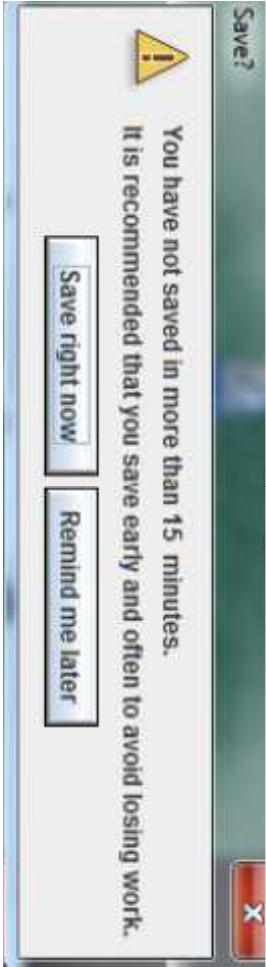 Save?
You have not saved in more than 15 minutes.
It is recommended that you save early and often to avoid losing work.
Save right now
Remind me later